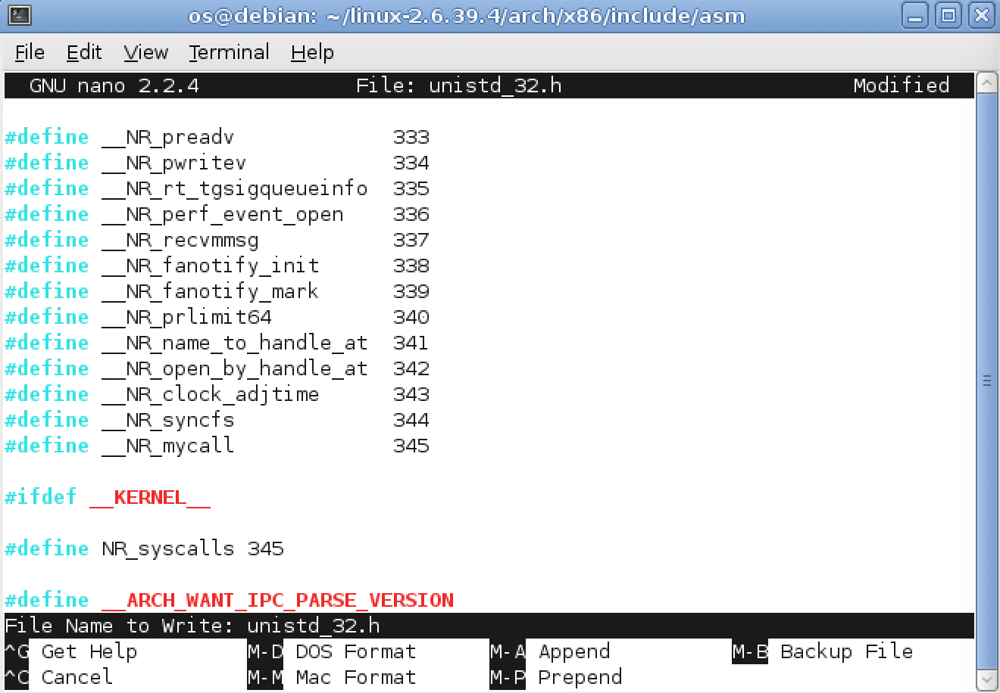 os@debian: ~/linux-2.6.39.4/arch/x86/include/asm
File Edit View Terminal Help
GNU nano 2.2.4 File: unistd_32.h Modified
#define __NR_preadv 333
#define __NR_pwritev 334
#define __NR_rt_tgsigqueueinfo 335
#define __NR_perf_event_open 336
#define __NR_recvmmsg 337
#define __NR_fanotify_init 338
#define __NR_fanotify_mark 339
#define __NR_prlimit64 340
#define __NR_name_to_handle_at 341
#define __NR_open_by_handle_at 342
#define __NR_clock_adjtime 343
#define __NR_syncfs 344
#define __NR_mycall 345
#ifdef __KERNEL__
#define NR_syscalls 345
#define __ARCH_WANT_IPC_PARSE_VERSION
File Name to Write: unistd_32.h
^G Get Help M-D DOS Format M-A Append M-B Backup File
^C Cancel M-M Mac Format M-P Prepend